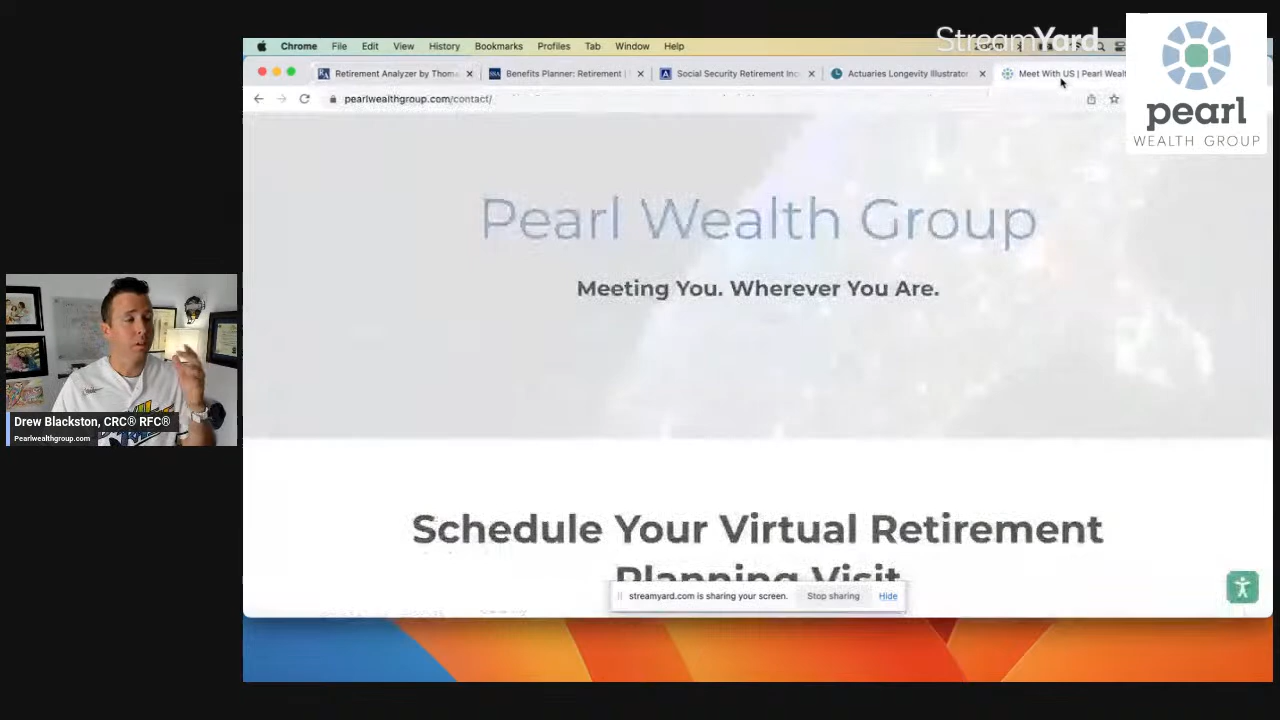 StreamYard
pearl
WEALTH GROUP
Chrome File Edit View History Bookmarks Profiles Tab Window Help
Retirement Analyzer by Thom
Benefits Planner: Retirement |
Social Security Retirement Inc
Actuaries Longevity Illustrator
Meet With US | Pearl Wealt
pearlwealthgroup.com/contact/
Pearl Wealth Group
Meeting You. Wherever You Are.
Drew Blackston, CRC® RFC®
Pearlwealthgroup.com
Schedule Your Virtual Retirement
Planning Visit
streamyard.com is sharing your screen. Stop sharing Hide